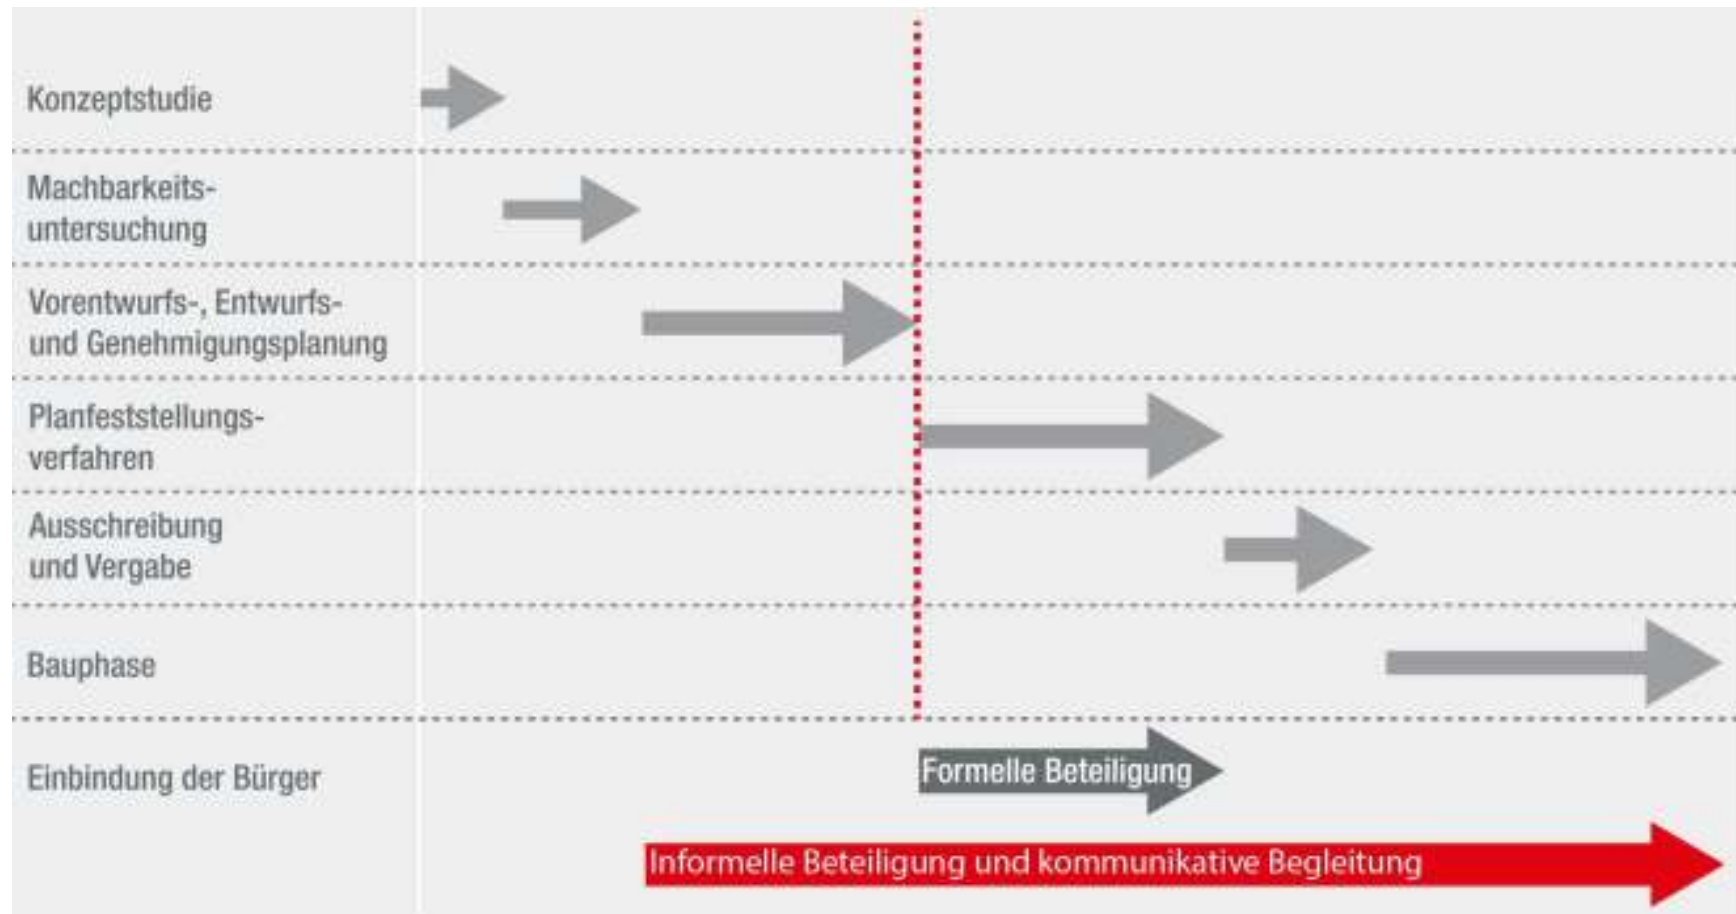 Konzeptstudie
Machbarkeits-
untersuchung
Vorentwurfs-, Entwurfs-
und Genehmigungsplanung
Planfeststellungs-
verfahren
Ausschreibung
und Vergabe
Bauphase
Einbindung der Bürger
Formelle Beteiligung
Informelle Beteiligung und kommunikative Begleitung